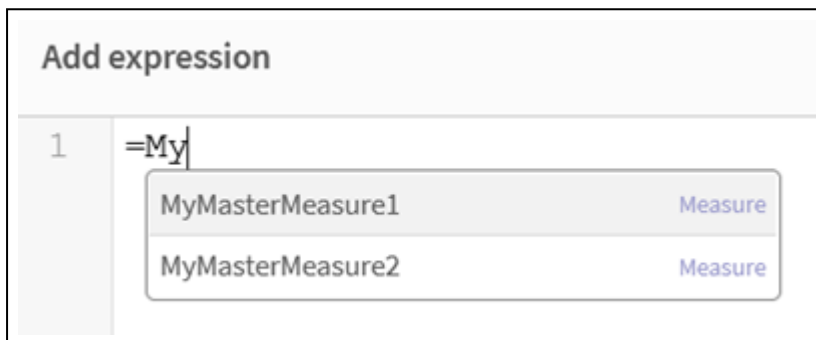 Add expression
1 =My
MyMasterMeasure1 Measure
MyMasterMeasure2 Measure